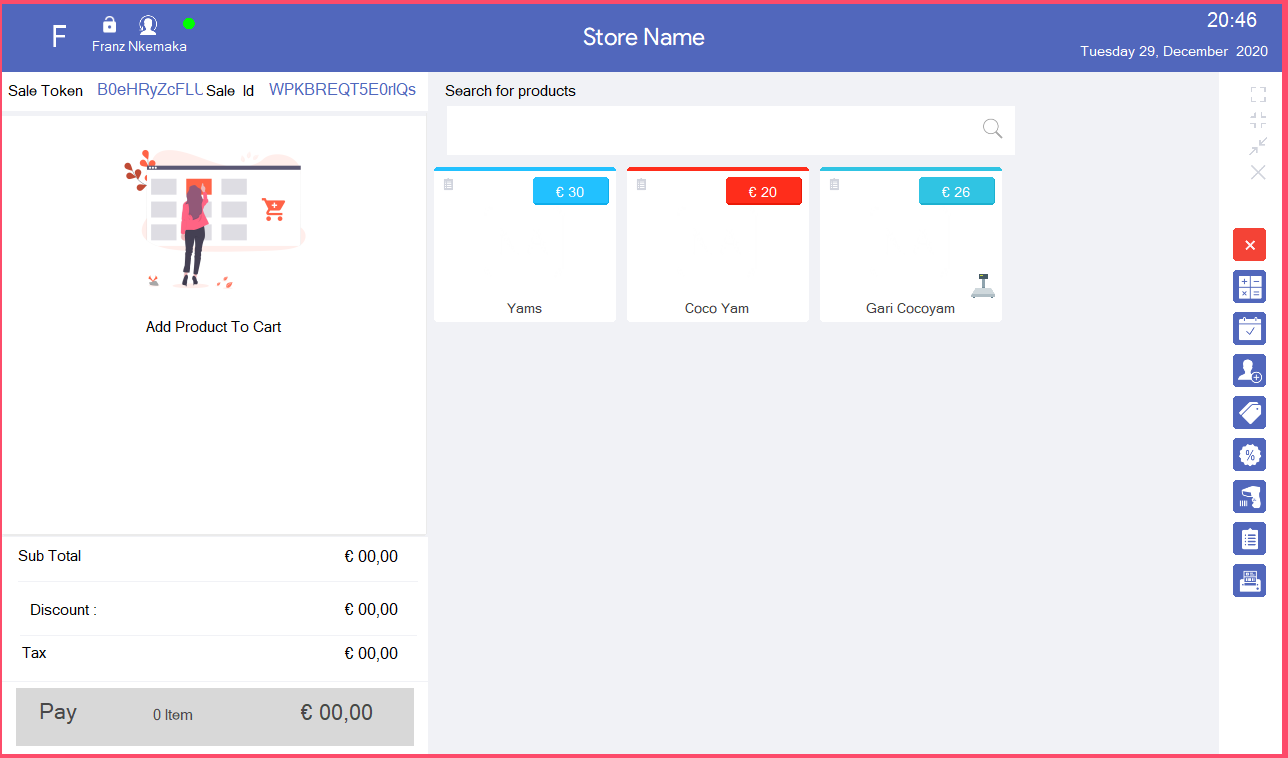 F
Franz Nkemaka
Store Name
20:46
Tuesday 29, December 2020
Sale Token B0eHRyZcFLU Sale Id WPKBREQT5E0rlQs
Search for products
€ 30
€ 20
€ 26
Yams
Coco Yam
Gari Cocoyam
Add Product To Cart
Sub Total € 00,00
Discount : € 00,00
Tax € 00,00
Pay 0 Item € 00,00